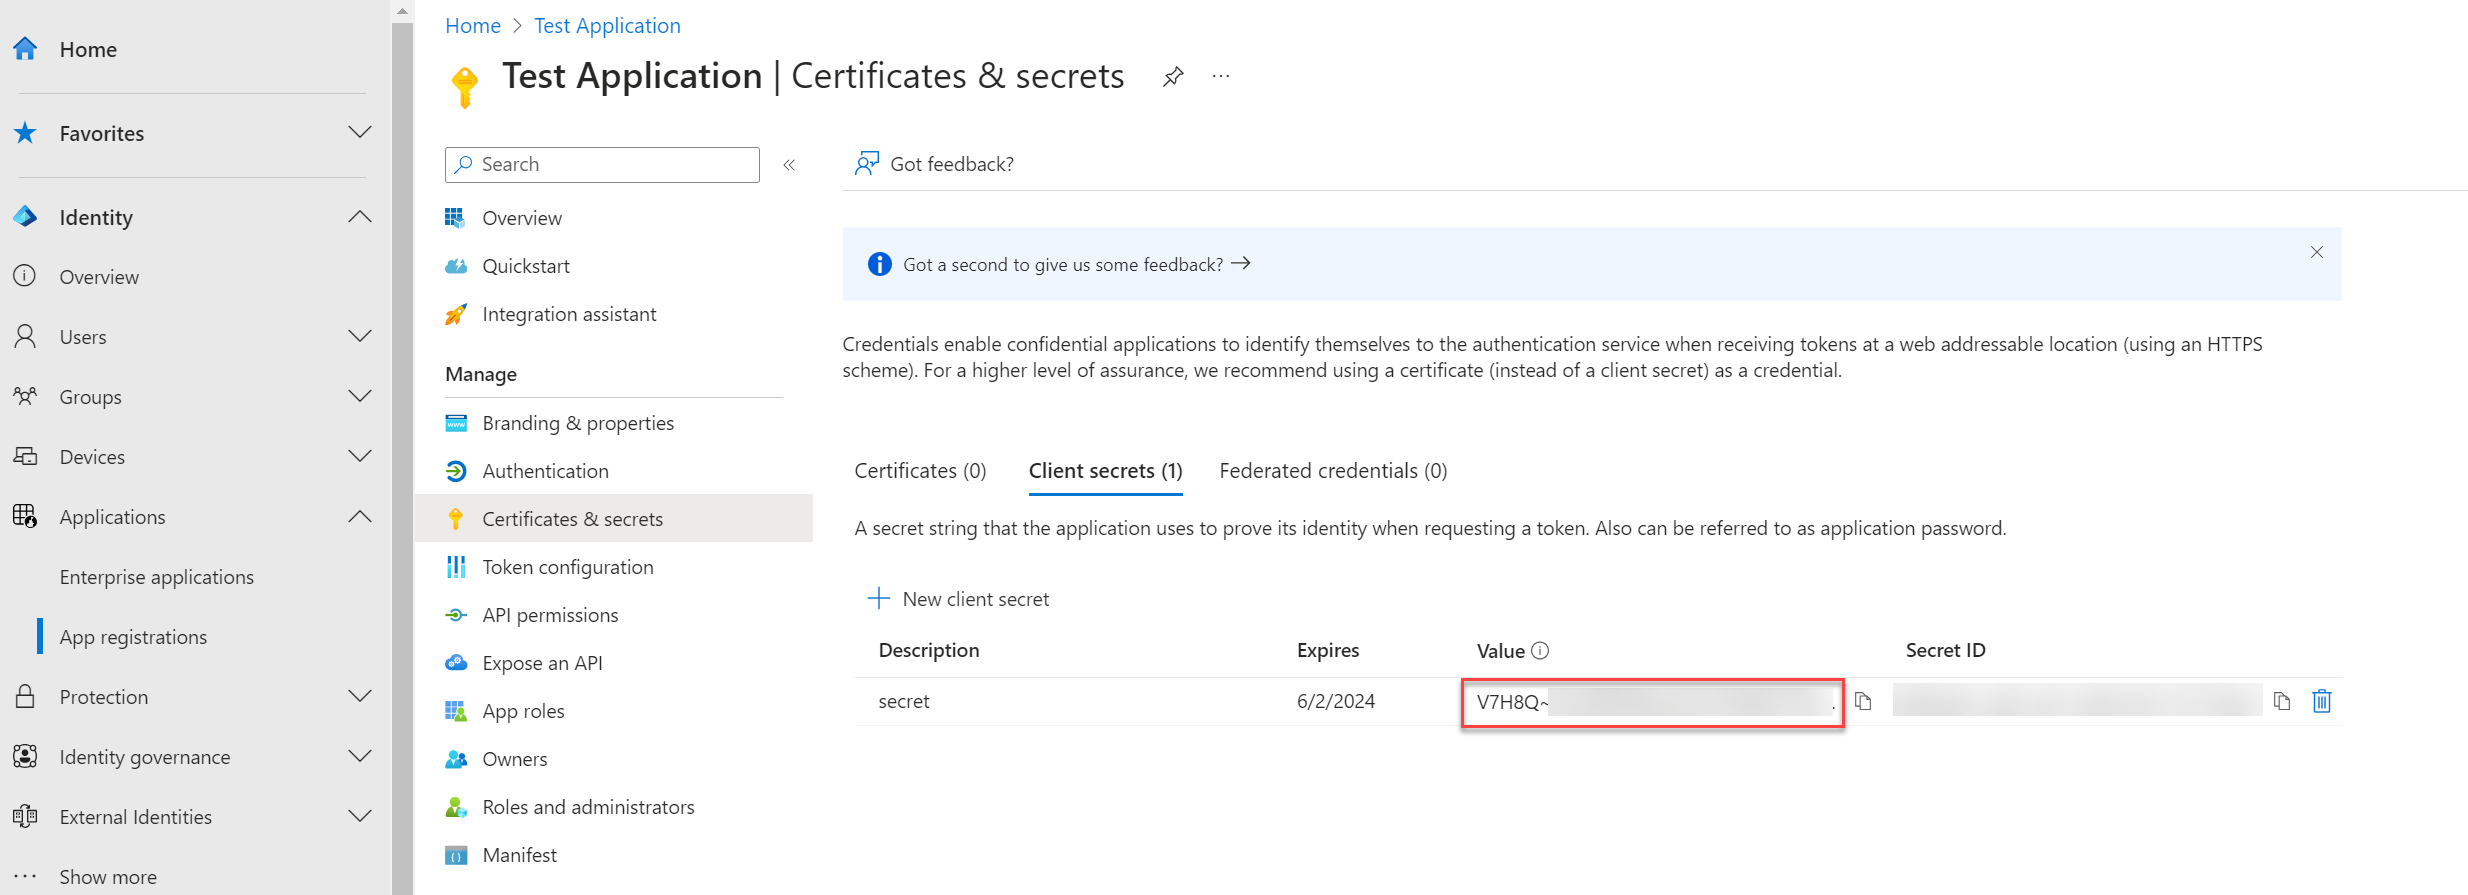 Home
Favorites
Identity
Overview
Users
Groups
Devices
Applications
Enterprise applications
App registrations
Protection
Identity governance
External Identities
Show more
Home > Test Application
Test Application | Certificates & secrets
Search
Overview
Quickstart
Integration assistant
Manage
Branding & properties
Authentication
Certificates & secrets
Token configuration
API permissions
Expose an API
App roles
Owners
Roles and administrators
Manifest
Got feedback?
Got a second to give us some feedback? →
Credentials enable confidential applications to identify themselves to the authentication service when receiving tokens at a web addressable location (using an HTTPS
scheme). For a higher level of assurance, we recommend using a certificate (instead of a client secret) as a credential.
Certificates (0) Client secrets (1) Federated credentials (0)
A secret string that the application uses to prove its identity when requesting a token. Also can be referred to as application password.
New client secret
Description Expires Value Secret ID
secret 6/2/2024 V7H8Q~ .